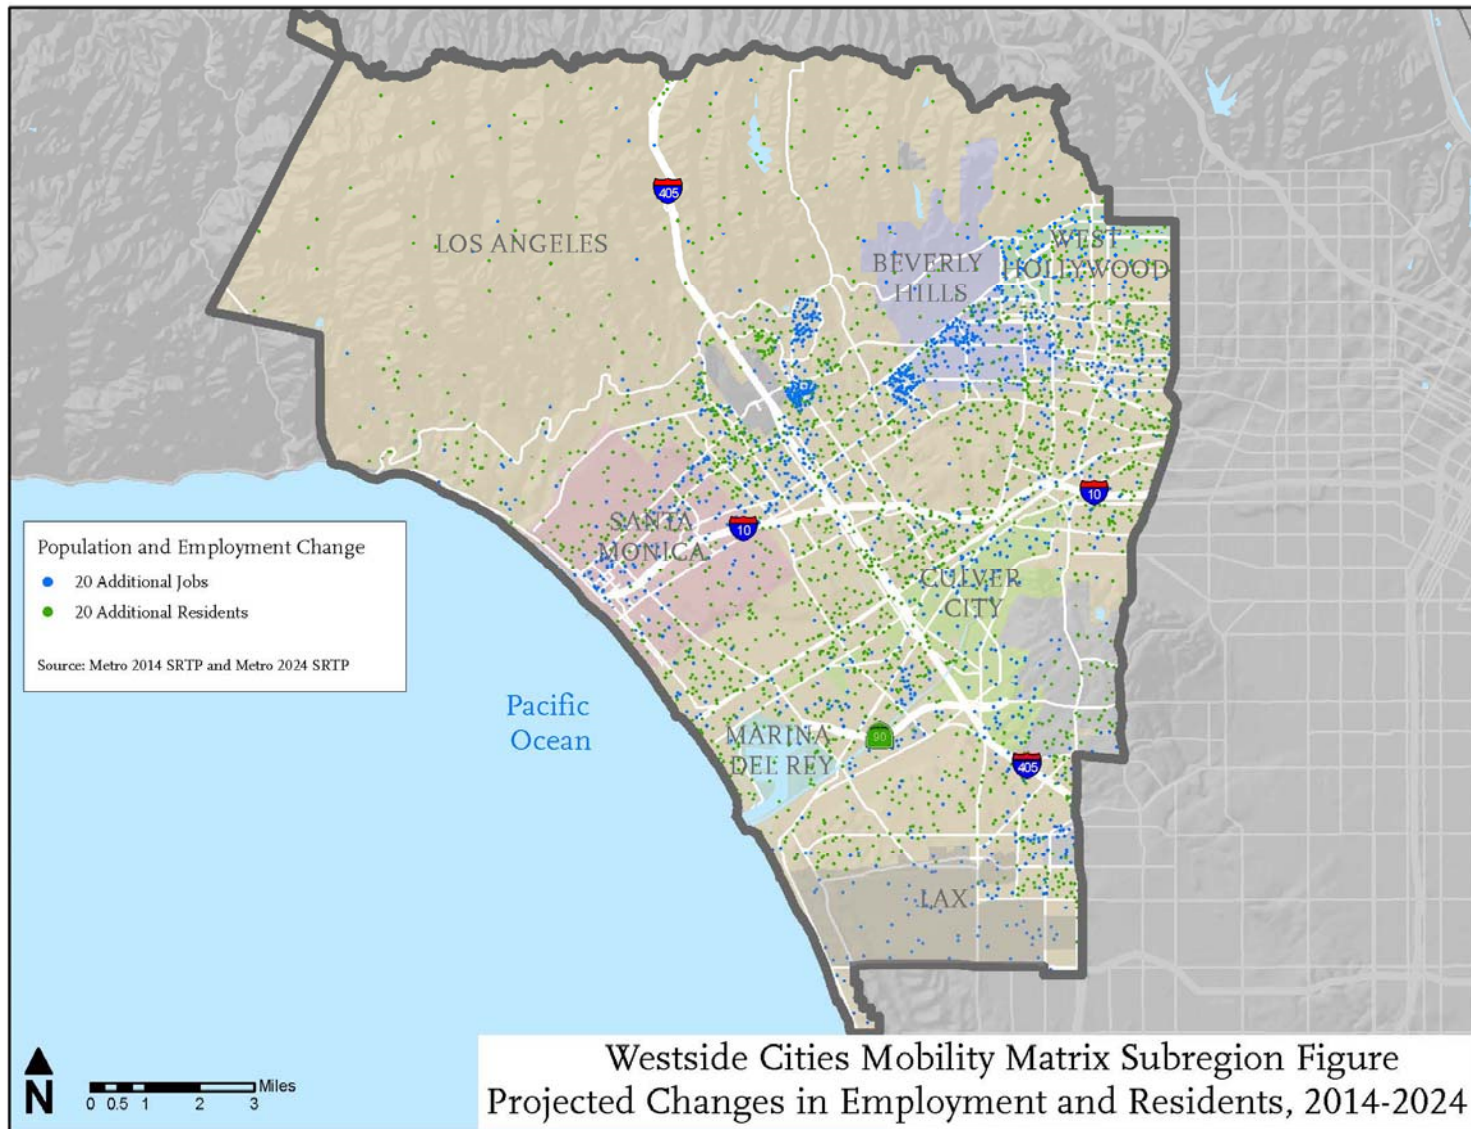 405
LOS ANGELES
WEST
HOLLYWOOD
BEVERLY
HILLS
10
SANTA
MONICA
10
CULVER
CITY
Population and Employment Change
20 Additional Jobs
20 Additional Residents
Source: Metro 2014 SRTP and Metro 2024 SRTP
Pacific
Ocean
MARINA
DEL REY
90
405
LAX
N
0 0.5 1 2 3
Miles
Westside Cities Mobility Matrix Subregion Figure
Projected Changes in Employment and Residents, 2014-2024